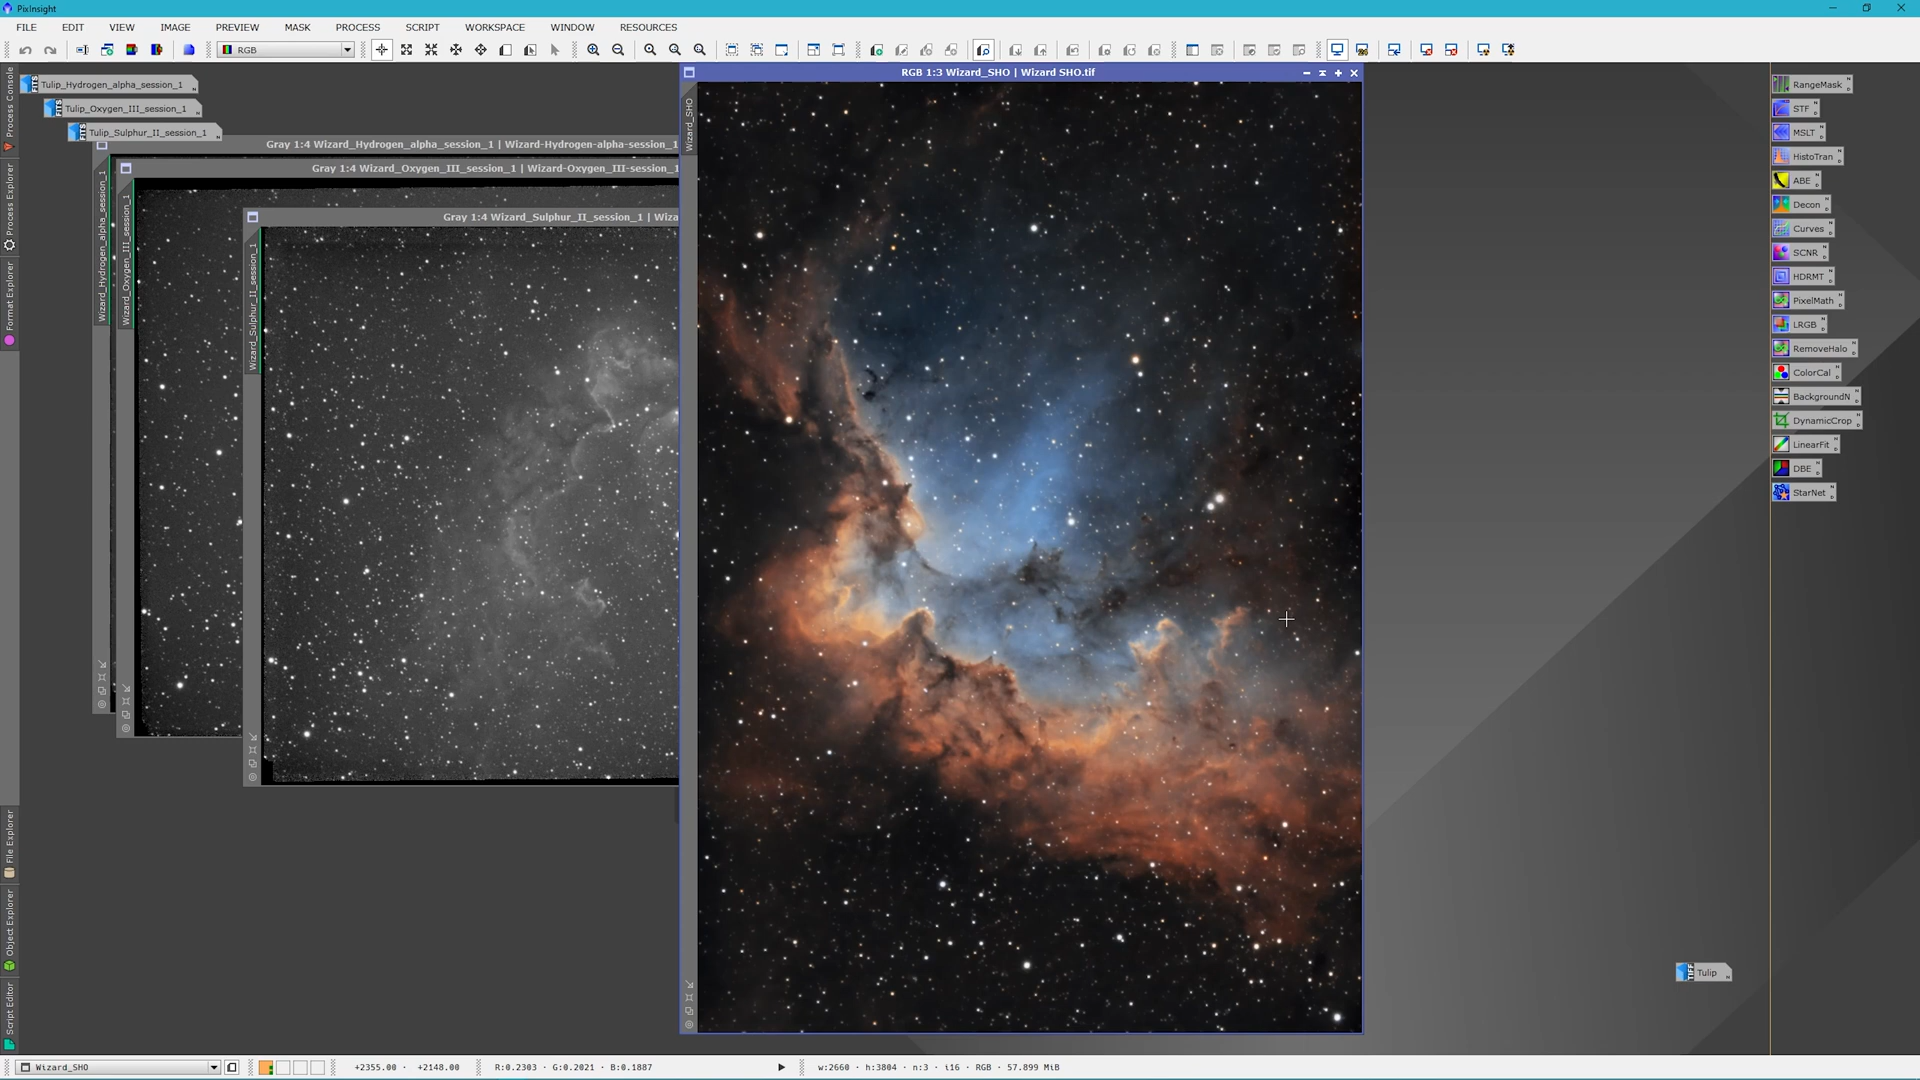 PixInsight
FILE EDIT VIEW IMAGE PREVIEW MASK PROCESS SCRIPT WORKSPACE WINDOW RESOURCES
RGB
Tulip_Hydrogen_alpha_session_1
Tulip_Oxygen_III_session_1
Tulip_Sulphur_II_session_1
Gray 1:4 Wizard_Hydrogen_alpha_session_1 | Wizard-Hydrogen-alpha-session_1
Gray 1:4 Wizard_Oxygen_III_session_1 | Wizard-Oxygen_III-session_1
Gray 1:4 Wizard_Sulphur_II_session_1 | Wiza
RGB 1:3 Wizard_SHO | Wizard SHO.tif
Wizard_Hydrogen_alpha_session_1
Wizard_Oxygen_III_session_1
Wizard_Sulphur_II_session_1
Wizard_SHO
Process Console
Process Explorer
Format Explorer
File Explorer
Object Explorer
Script Editor
RangeMask
STF
MSLT
HistoTran
ABE
Decon
Curves
SCNR
HDRMT
PixelMath
LRGB
RemoveHalo
ColorCal
BackgroundN
DynamicCrop
LinearFit
DBE
StarNet
TIFF Tulip
Wizard_SHO
+2355.00 · +2148.00
R:0.2303 · G:0.2021 · B:0.1887
w:2660 · h:3804 · n:3 · i16 · RGB · 57.899 MiB